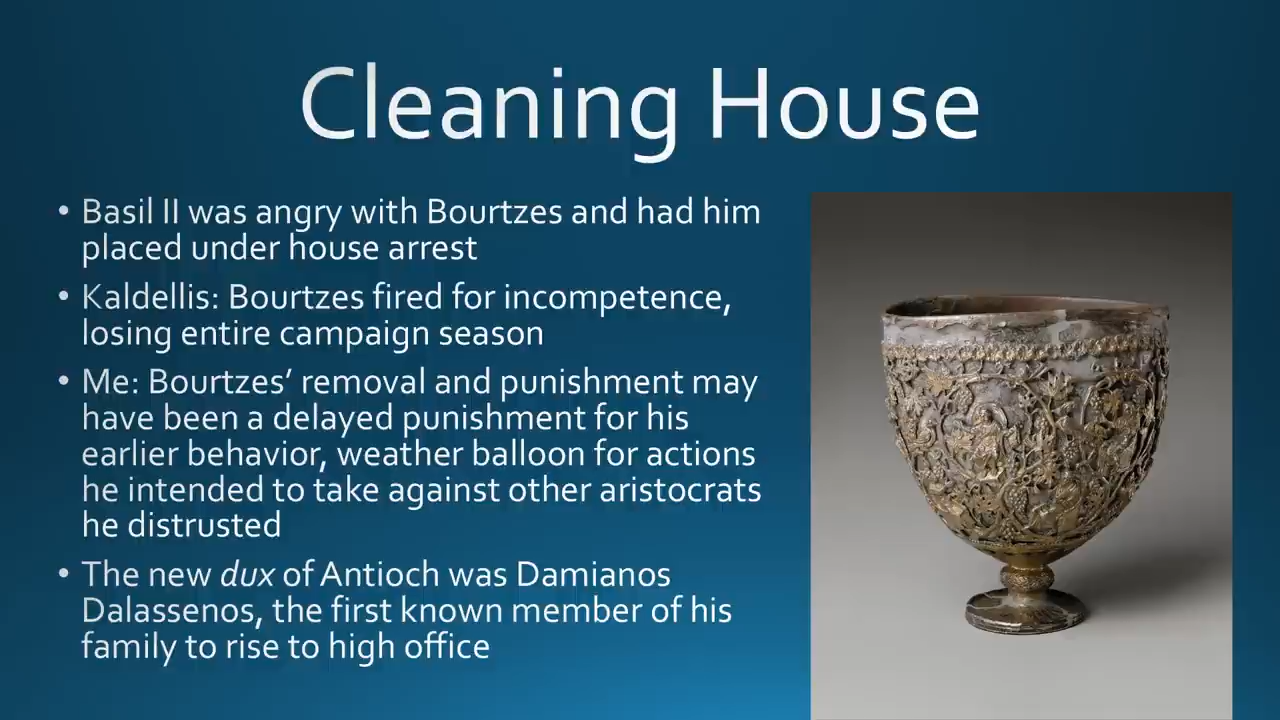 Cleaning House
• Basil II was angry with Bourtzes and had him
placed under house arrest
• Kaldellis: Bourtzes fired for incompetence,
losing entire campaign season
• Me: Bourtzes’ removal and punishment may
have been a delayed punishment for his
earlier behavior, weather balloon for actions
he intended to take against other aristocrats
he distrusted
• The new dux of Antioch was Damianos
Dalassenos, the first known member of his
family to rise to high office